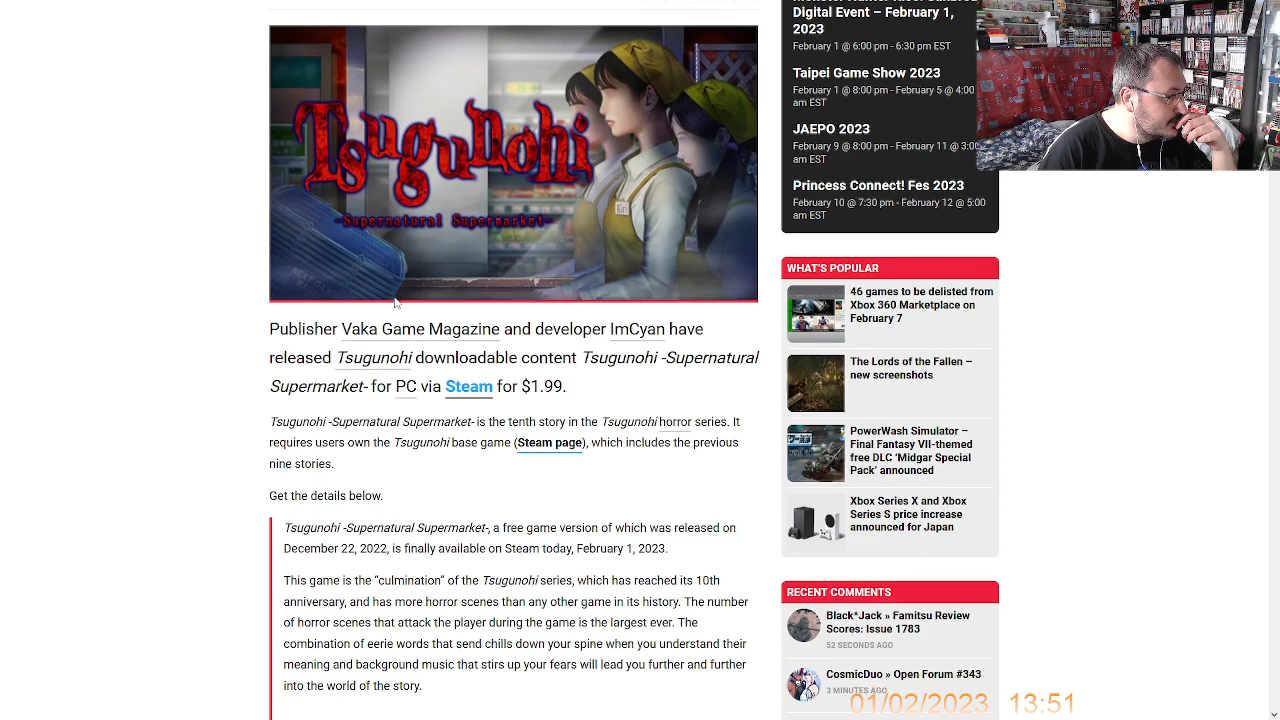 Tsugunohi
-Supernatural Supermarket-
Kiri
Publisher Vaka Game Magazine and developer ImCyan have
released Tsugunohi downloadable content Tsugunohi -Supernatural
Supermarket- for PC via Steam for $1.99.
Tsugunohi -Supernatural Supermarket- is the tenth story in the Tsugunohi horror series. It
requires users own the Tsugunohi base game (Steam page), which includes the previous
nine stories.
Get the details below.
Tsugunohi -Supernatural Supermarket-, a free game version of which was released on
December 22, 2022, is finally available on Steam today, February 1, 2023.
This game is the “culmination” of the Tsugunohi series, which has reached its 10th
anniversary, and has more horror scenes than any other game in its history. The number
of horror scenes that attack the player during the game is the largest ever. The
combination of eerie words that send chills down your spine when you understand their
meaning and background music that stirs up your fears will lead you further and further
into the world of the story.
Digital Event – February 1,
2023
February 1 @ 6:00 pm - 6:30 pm EST
Taipei Game Show 2023
February 1 @ 8:00 pm - February 5 @ 4:00
am EST
JAEPO 2023
February 9 @ 8:00 pm - February 11 @ 3:00
am EST
Princess Connect! Fes 2023
February 10 @ 7:30 pm - February 12 @ 5:00
am EST
WHAT'S POPULAR
46 games to be delisted from
Xbox 360 Marketplace on
February 7
The Lords of the Fallen –
new screenshots
PowerWash Simulator –
Final Fantasy VII-themed
free DLC ‘Midgar Special
Pack’ announced
Xbox Series X and Xbox
Series S price increase
announced for Japan
RECENT COMMENTS
Black*Jack » Famitsu Review
Scores: Issue 1783
52 SECONDS AGO
CosmicDuo » Open Forum #343
3 MINUTES AGO
01/02/2023 13:51